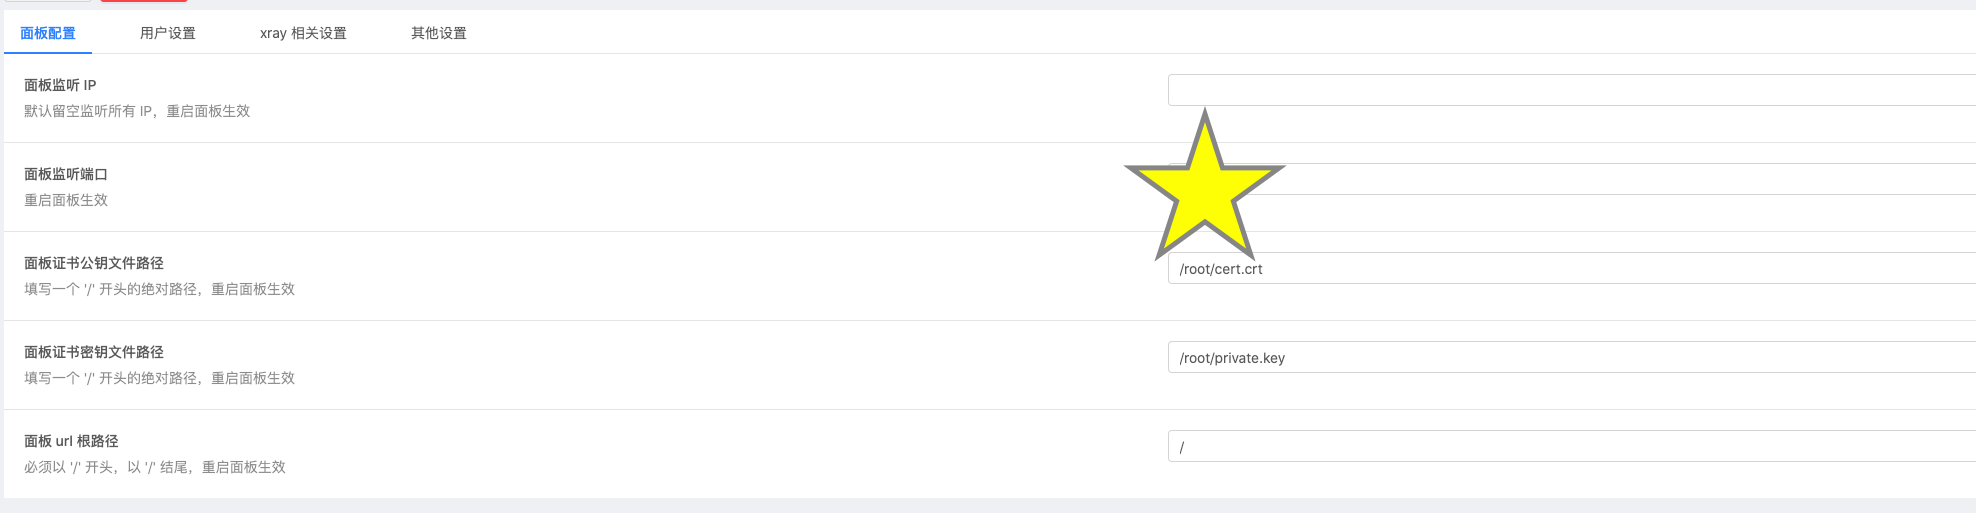 面板配置 用户设置 xray 相关设置 其他设置
面板监听 IP
默认留空监听所有 IP，重启面板生效
面板监听端口
重启面板生效
面板证书公钥文件路径
/root/cert.crt
填写一个 '/' 开头的绝对路径，重启面板生效
面板证书密钥文件路径
/root/private.key
填写一个 '/' 开头的绝对路径，重启面板生效
面板 url 根路径
/
必须以 '/' 开头，以 '/' 结尾，重启面板生效